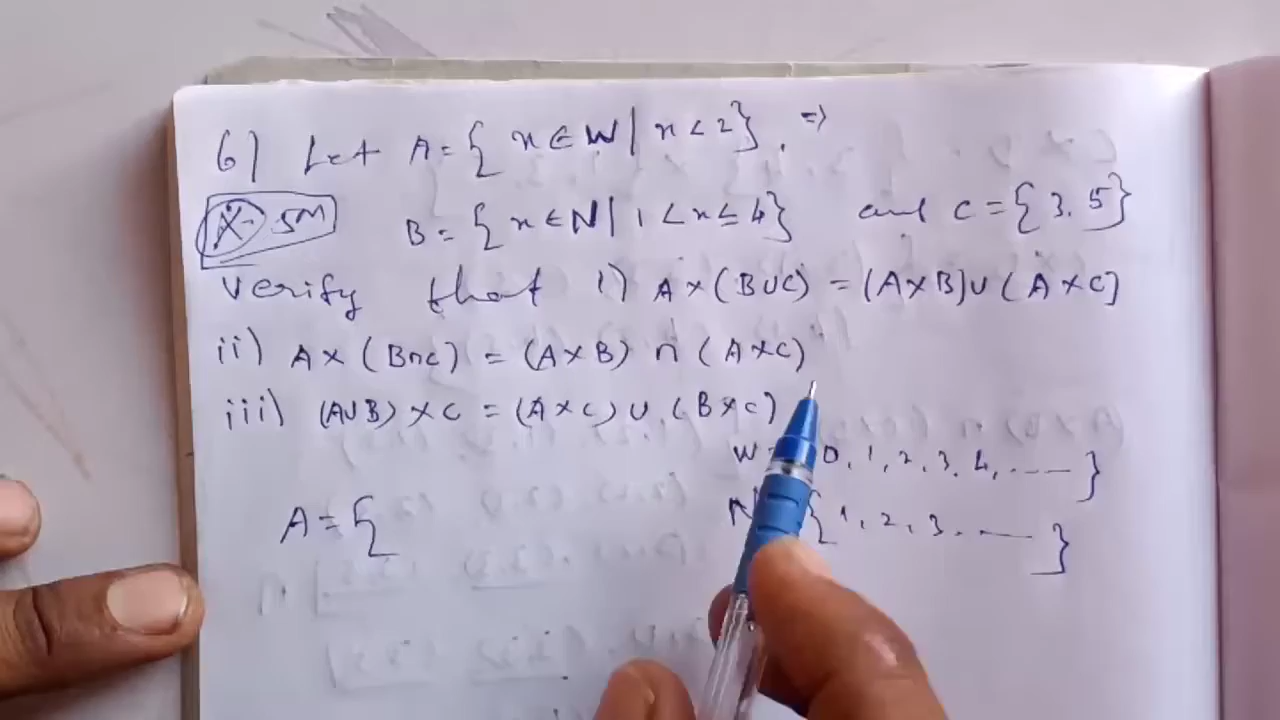 6) Let A = { x ∈ W | x < 2}. ⇒
5M B = { x ∈ N | 1 < x ≤ 4} and C = {3, 5}
Verify that i) A × (B∪C) = (A×B)∪(A×C)
ii) A × (B∩C) = (A×B) ∩ (A×C)
iii) (A∪B) × C = (A×C) ∪ (B×C)
W = 0, 1, 2, 3, 4, ---- }
A = {
N { 1, 2, 3, --- }